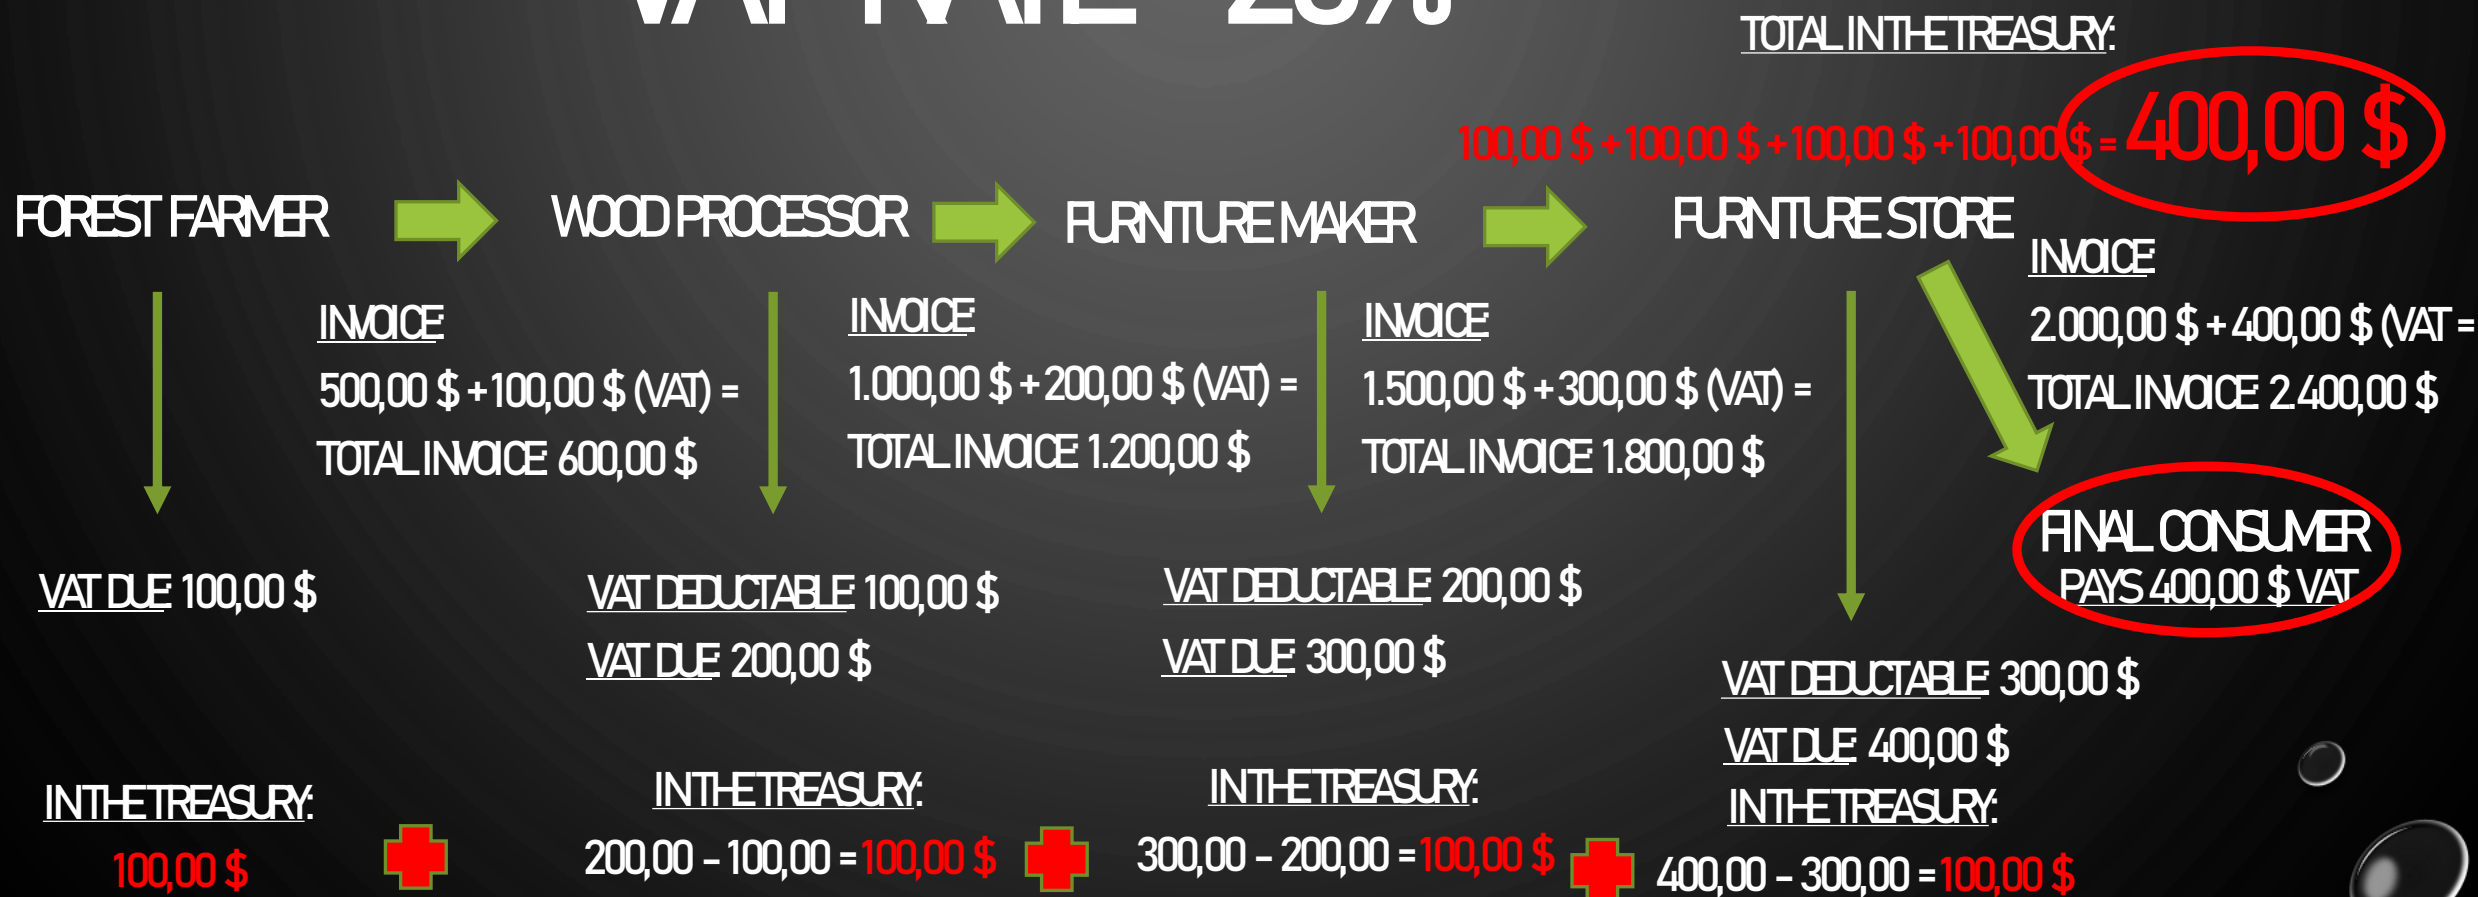 VAT RATE 20%
TOTAL IN THE TREASURY:
100,00 $ + 100,00 $ + 100,00 $ + 100,00 $ = 400,00 $
FOREST FARMER
WOOD PROCESSOR
FURNITURE MAKER
FURNITURE STORE
INVOICE:
500,00 $ + 100,00 $ (VAT) =
TOTAL INVOICE: 600,00 $
INVOICE:
1.000,00 $ + 200,00 $ (VAT) =
TOTAL INVOICE: 1.200,00 $
INVOICE:
1.500,00 $ + 300,00 $ (VAT) =
TOTAL INVOICE: 1.800,00 $
INVOICE:
2.000,00 $ + 400,00 $ (VAT =
TOTAL INVOICE: 2.400,00 $
FINAL CONSUMER
PAYS 400,00 $ VAT
VAT DUE: 100,00 $
VAT DEDUCTABLE: 100,00 $
VAT DUE: 200,00 $
VAT DEDUCTABLE: 200,00 $
VAT DUE: 300,00 $
VAT DEDUCTABLE: 300,00 $
VAT DUE: 400,00 $
IN THE TREASURY:
100,00 $
IN THE TREASURY:
200,00 – 100,00 = 100,00 $
IN THE TREASURY:
300,00 – 200,00 = 100,00 $
IN THE TREASURY:
400,00 – 300,00 = 100,00 $